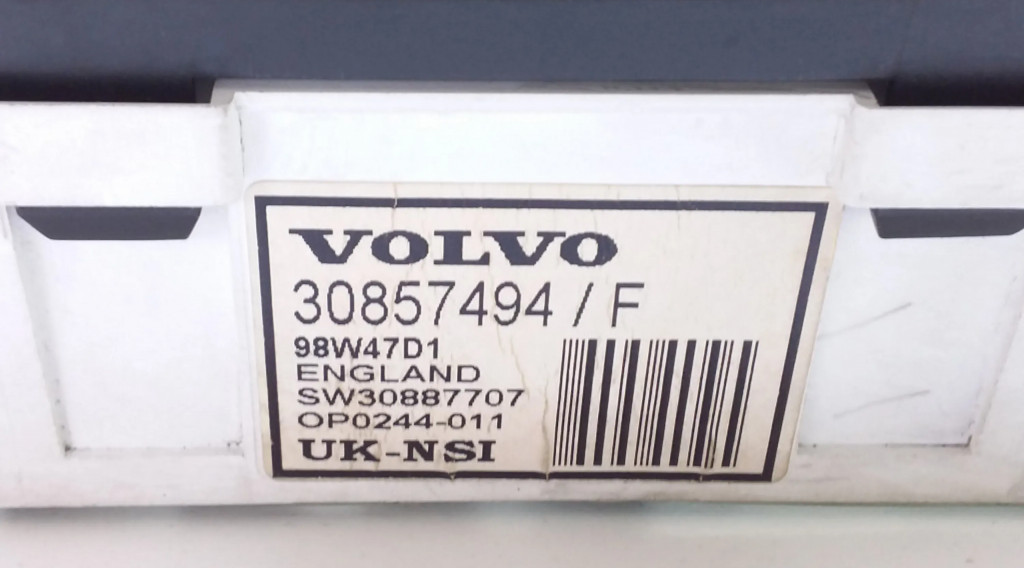 VOLVO
30857494 / F
98W47D1
ENGLAND
SW30887707
OP0244-011
UK-NSI